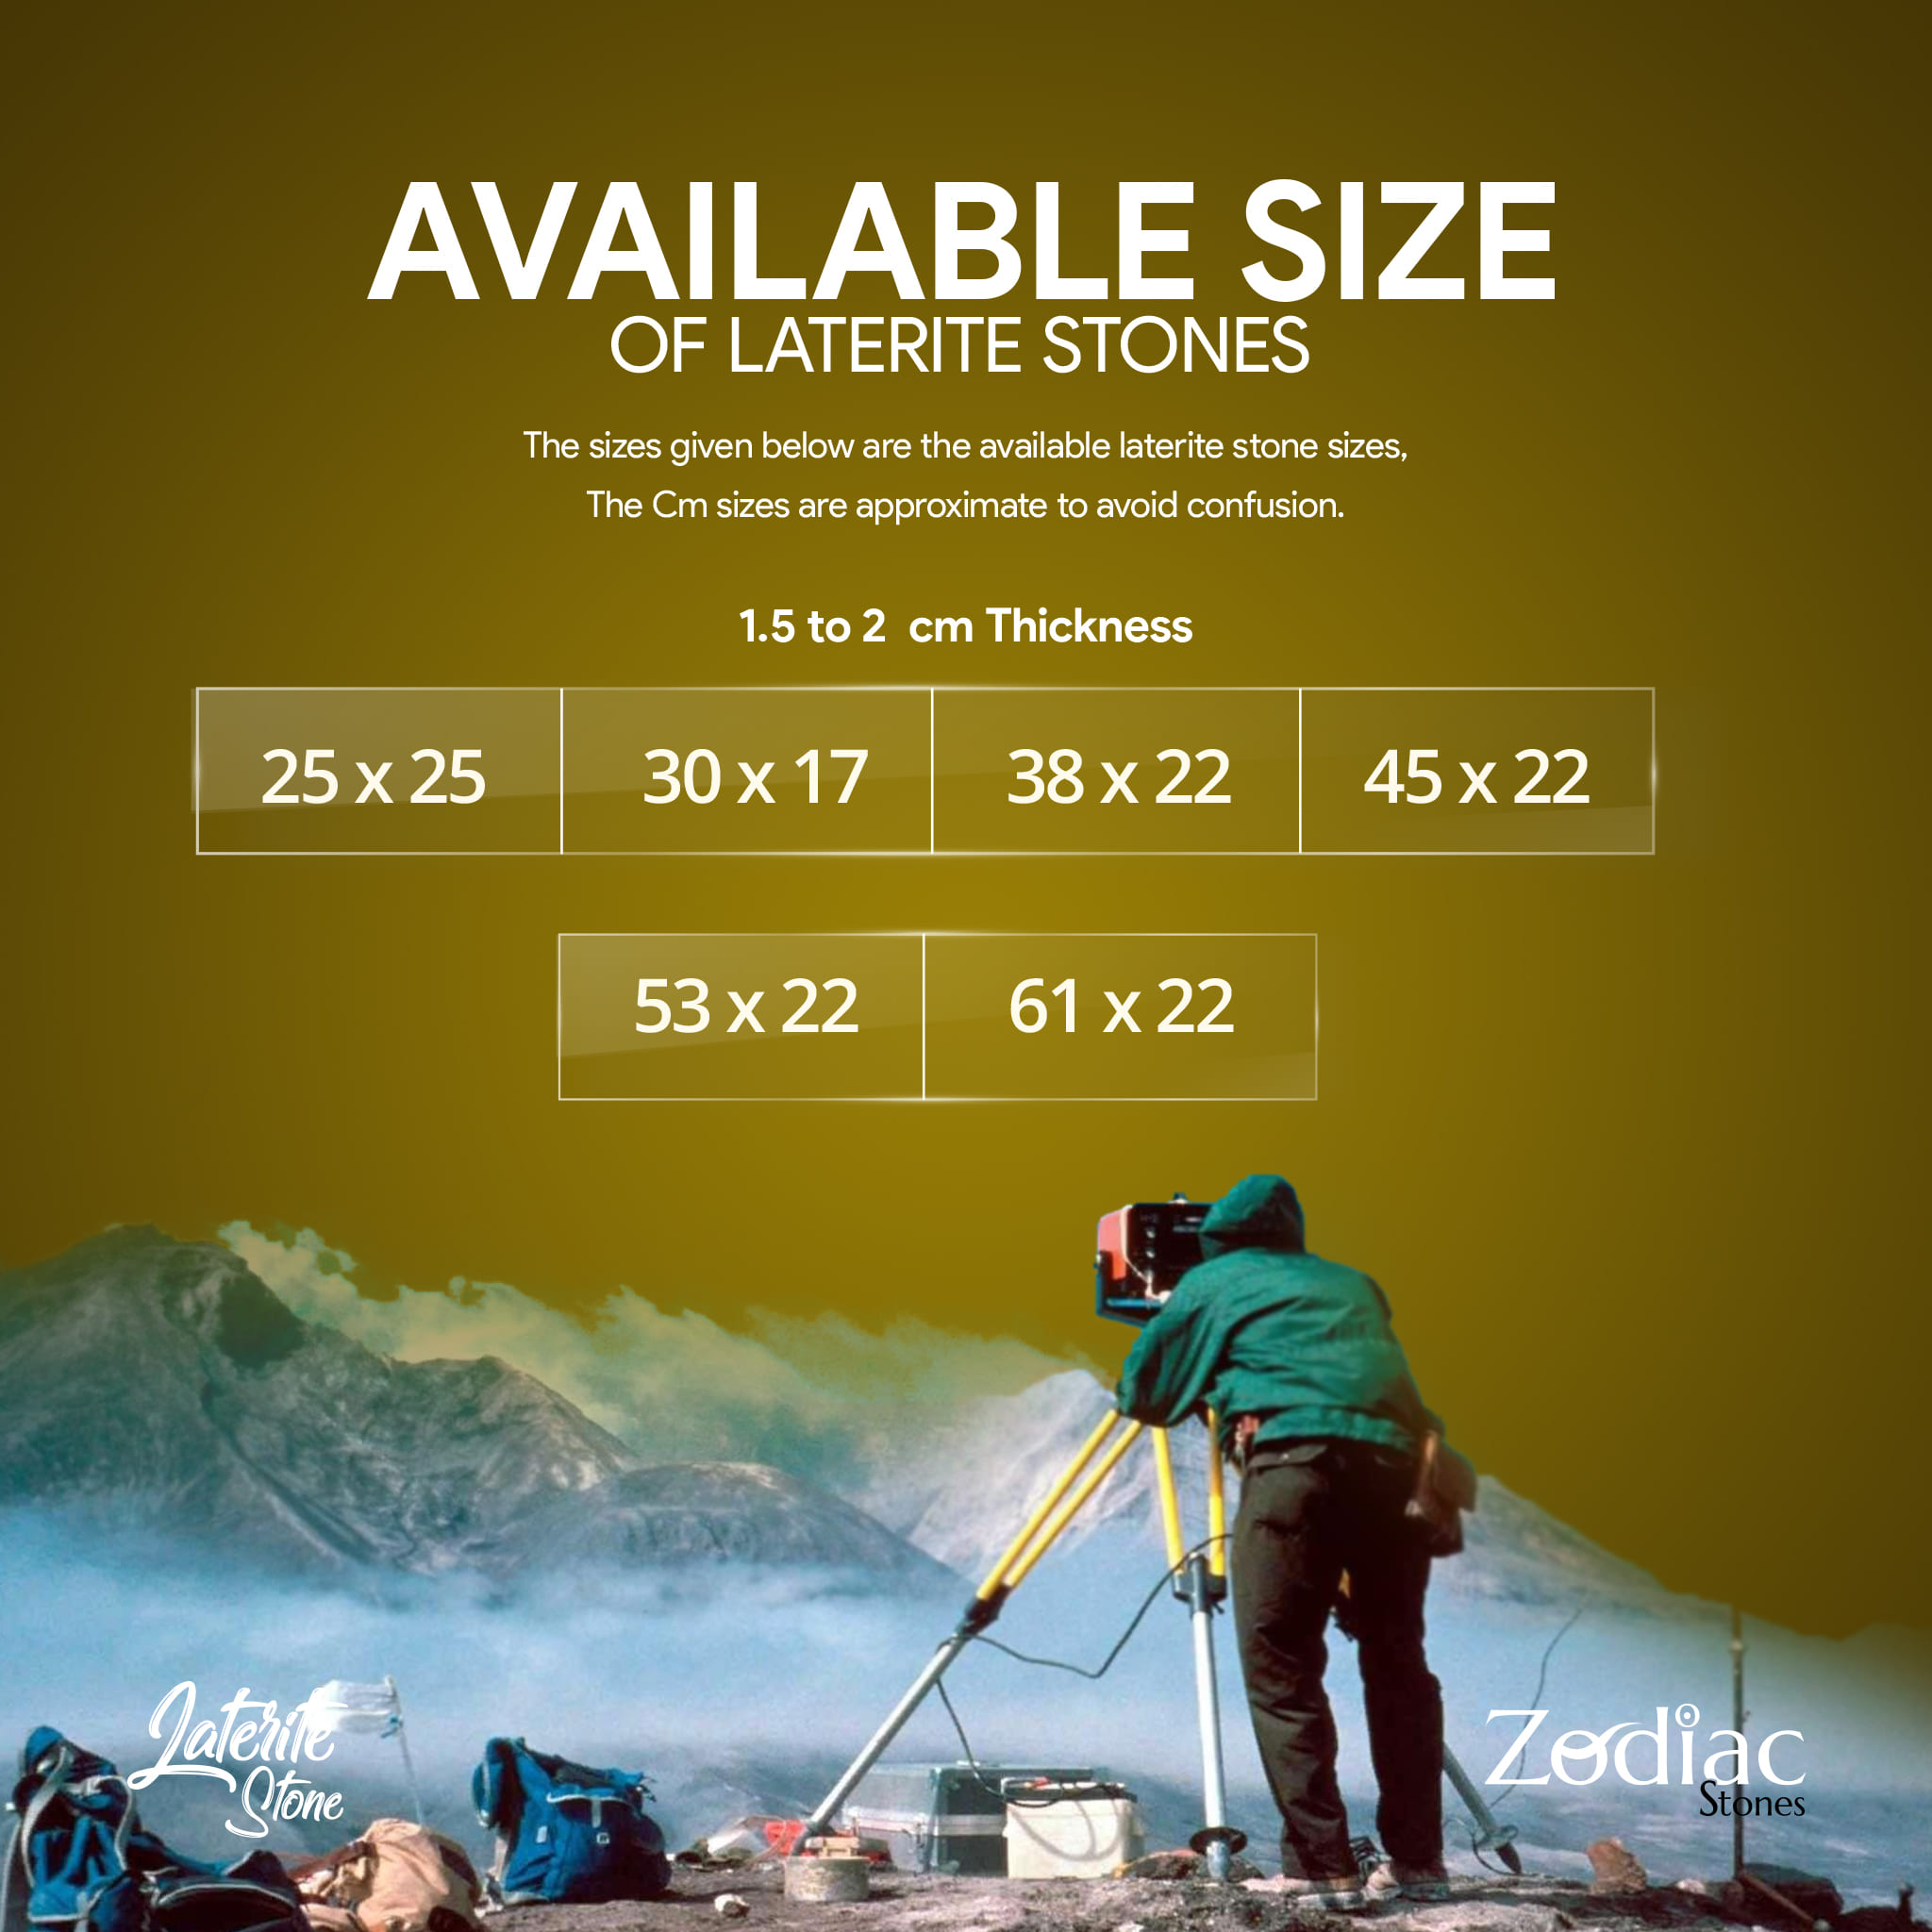 AVAILABLE SIZE
OF LATERITE STONES
The sizes given below are the available laterite stone sizes,
The Cm sizes are approximate to avoid confusion.
1.5 to 2 cm Thickness
25 x 25
30 x 17
38 x 22
45 x 22
53 x 22
61 x 22
Laterite
Stone
Zodiac
Stones